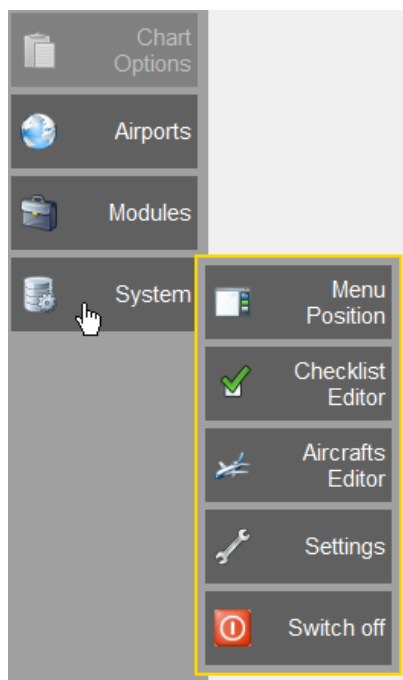 Chart
Options
Airports
Modules
System
Menu
Position
Checklist
Editor
Aircrafts
Editor
Settings
Switch off